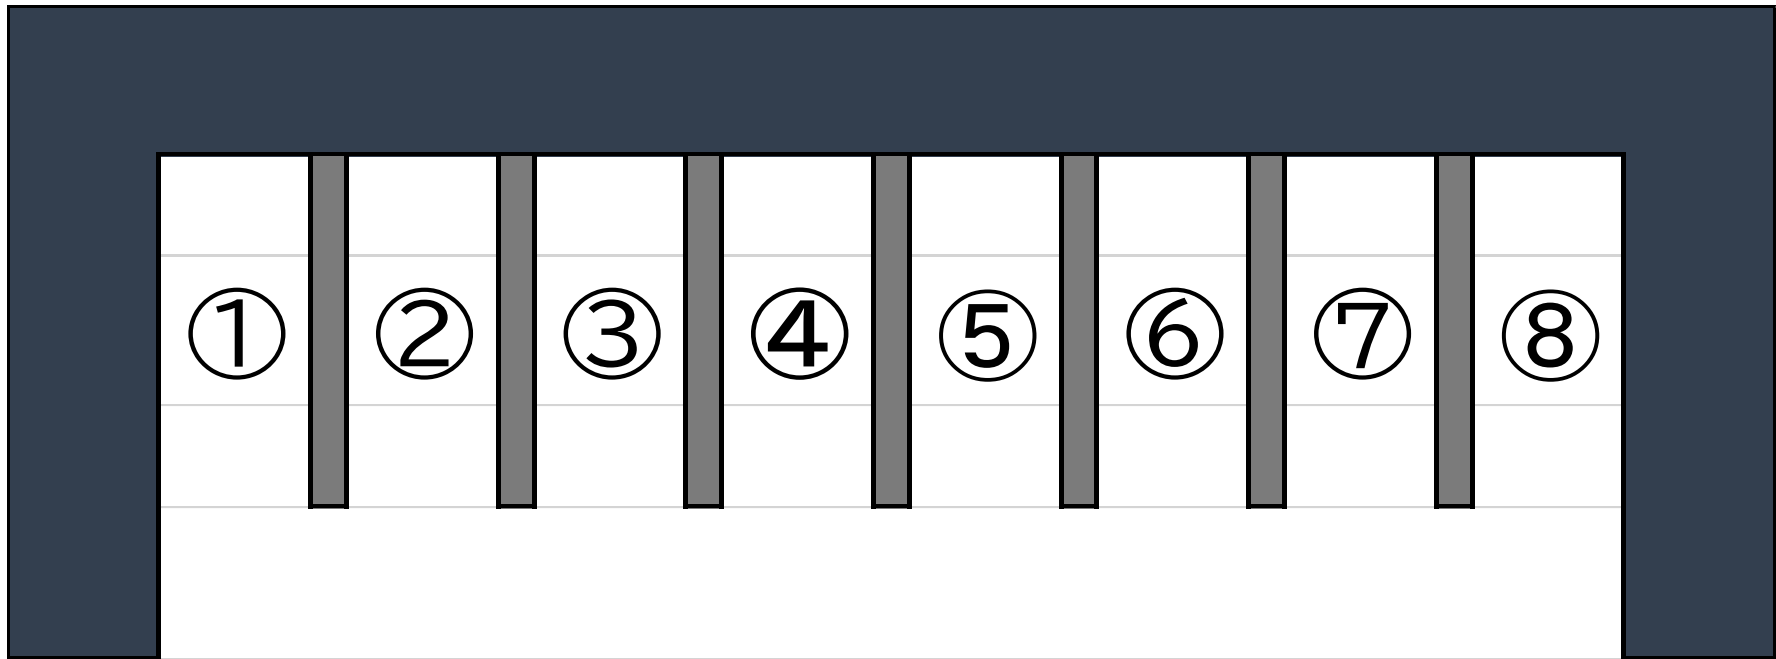 ① ② ③ ④ ⑤ ⑥ ⑦ ⑧